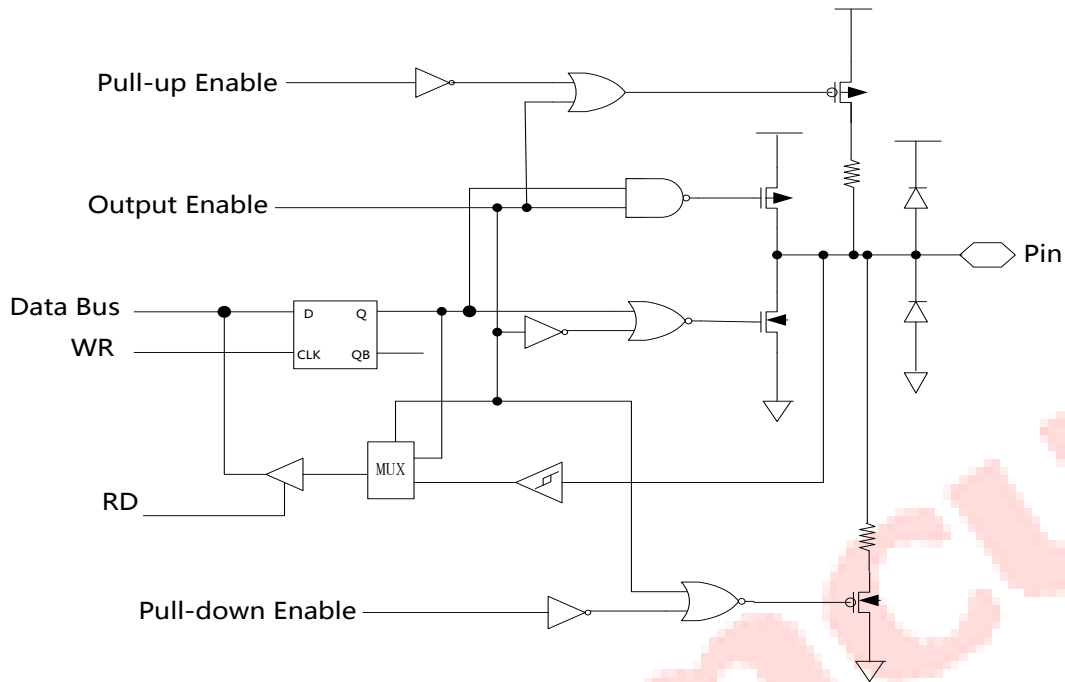 Pull-up Enable
Output Enable
Pin
Data Bus
D
Q
WR
CLK
QB
MUX
RD
Pull-down Enable